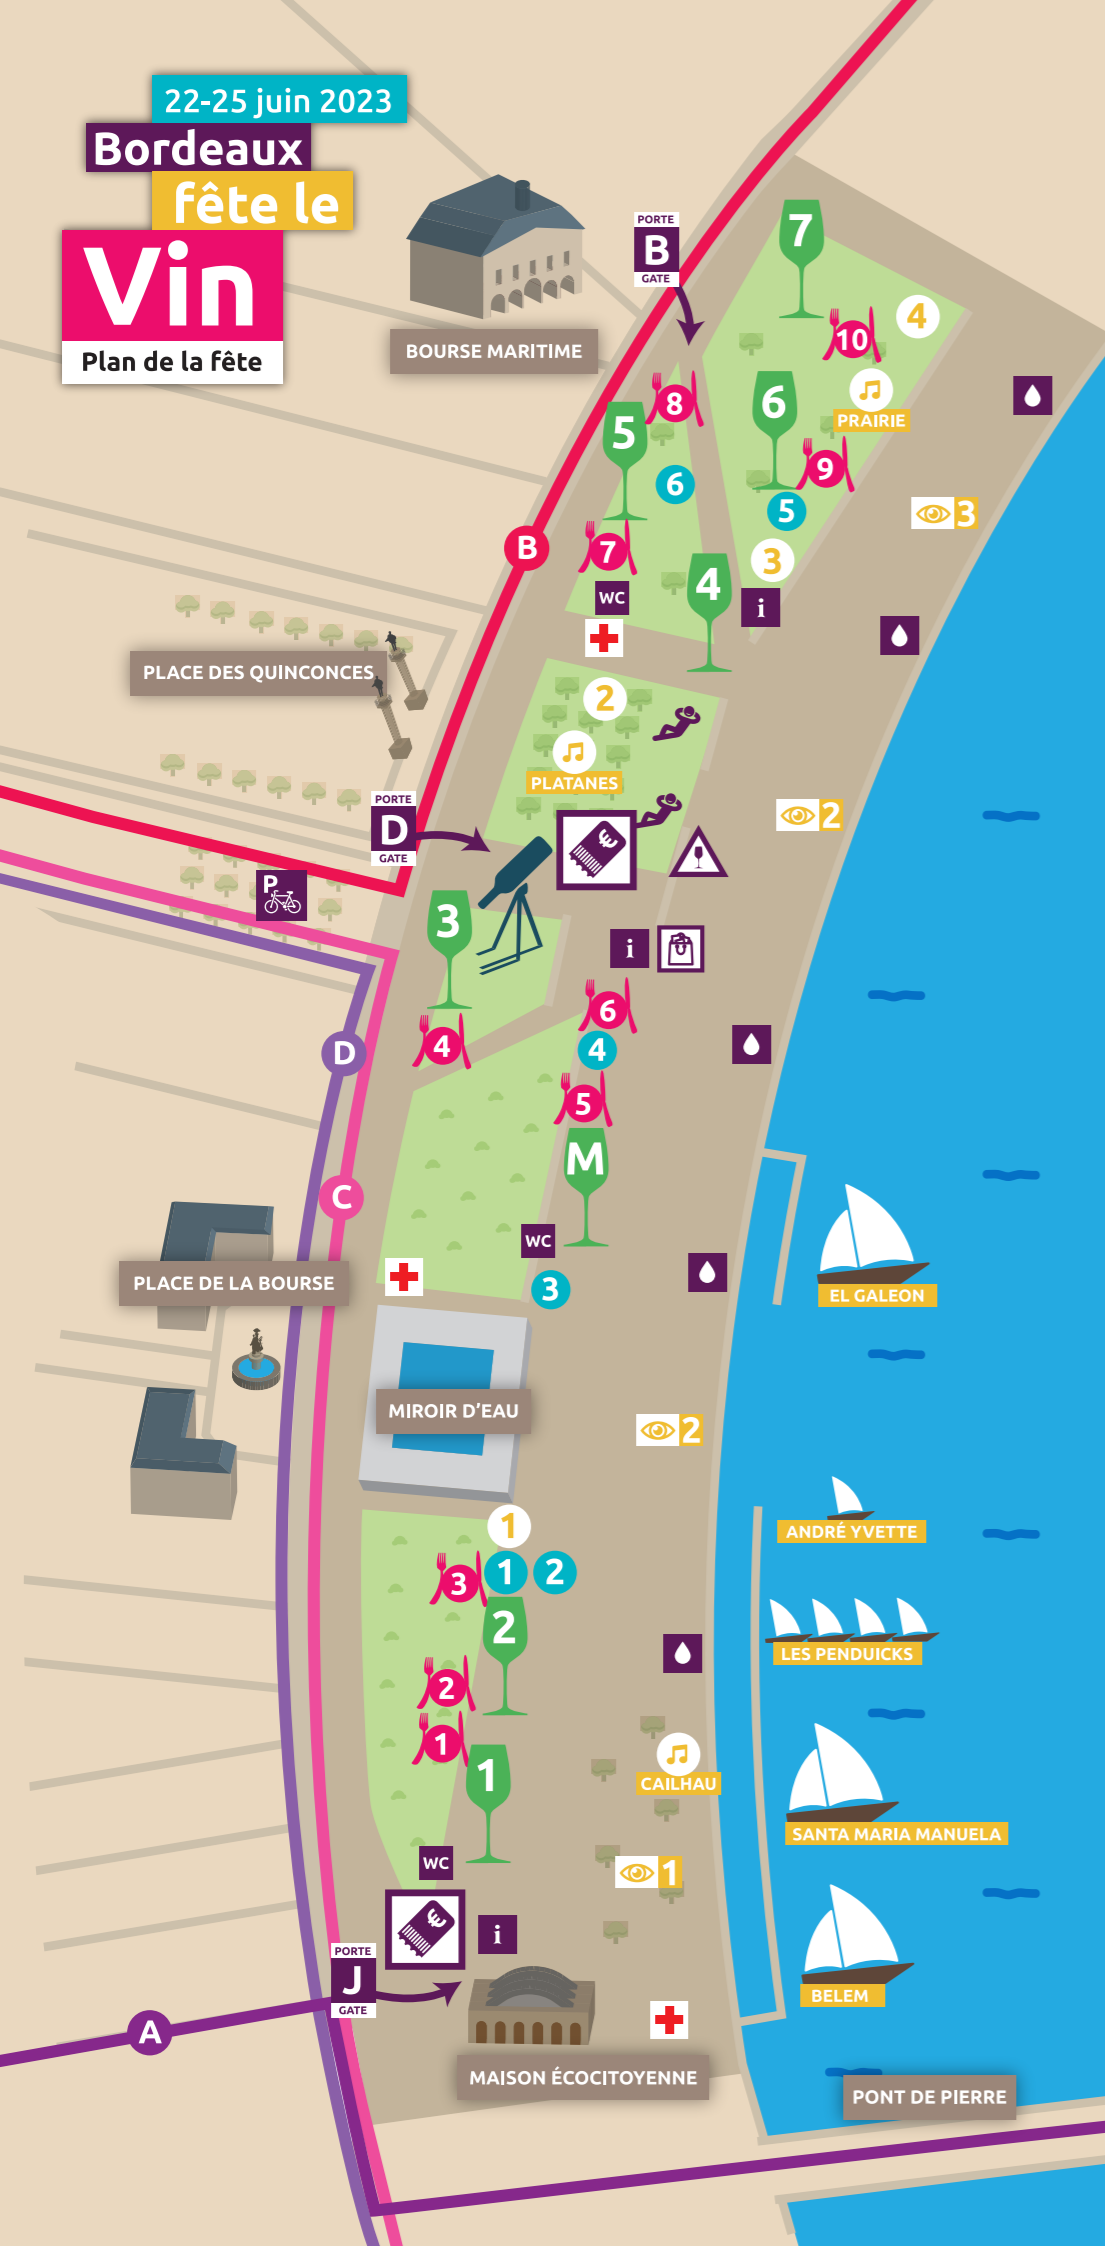 22-25 juin 2023
Bordeaux
fête le
Vin
Plan de la fête
PORTE
B
GATE
7
4
10
BOURSE MARITIME
8
6
PRAIRIE
5
9
6
5
3
B
7
3
4
WC
i
PLACE DES QUINCONCES
2
PLATANES
PORTE
D
GATE
2
€
P
3
i
6
4
4
D
5
M
C
WC
PLACE DE LA BOURSE
3
EL GALEON
MIROIR D'EAU
2
1
ANDRÉ YVETTE
3
1
2
2
LES PENDUICKS
2
1
1
CAILHAU
SANTA MARIA MANUELA
WC
1
€
i
PORTE
J
GATE
BELEM
A
MAISON ÉCOCITOYENNE
PONT DE PIERRE